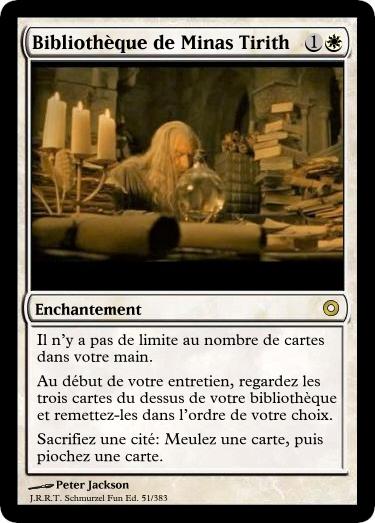 Bibliothèque de Minas Tirith 1
Enchantement
Il n'y a pas de limite au nombre de cartes
dans votre main.
Au début de votre entretien, regardez les
trois cartes du dessus de votre bibliothèque
et remettez-les dans l'ordre de votre choix.
Sacrifiez une cité: Meulez une carte, puis
piochez une carte.
Peter Jackson
J.R.R.T. Schmurzel Fun Ed. 51/383